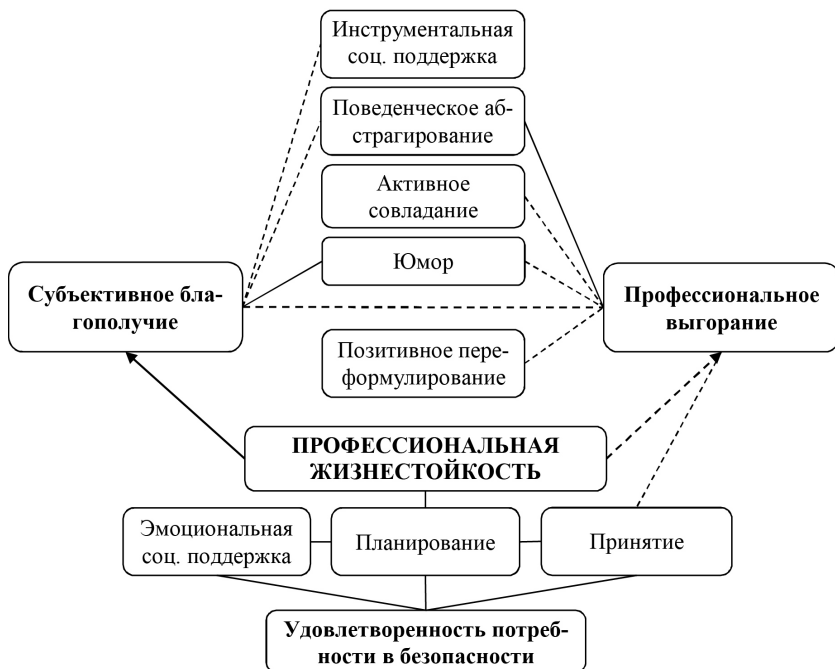 Инструментальная
соц. поддержка
Поведенческое аб-
страгирование
Активное
совладание
Юмор
Субъективное бла-
гополучие
Профессиональное
выгорание
Позитивное пере-
формулирование
ПРОФЕССИОНАЛЬНАЯ
ЖИЗНЕСТОЙКОСТЬ
Эмоциональная
соц. поддержка
Планирование
Принятие
Удовлетворенность потреб-
ности в безопасности